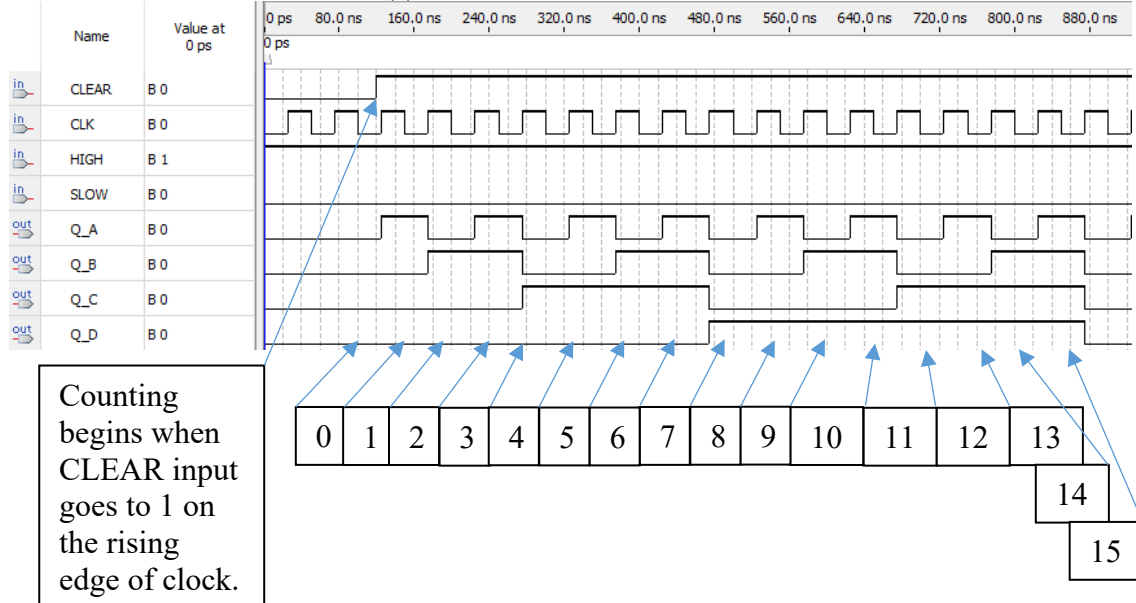 Name
Value at
0 ps
0 ps 80.0 ns 160.0 ns 240.0 ns 320.0 ns 400.0 ns 480.0 ns 560.0 ns 640.0 ns 720.0 ns 800.0 ns 880.0 ns
0 ps
in CLEAR B 0
in CLK B 0
in HIGH B 1
in SLOW B 0
out Q_A B 0
out Q_B B 0
out Q_C B 0
out Q_D B 0
Counting
begins when
CLEAR input
goes to 1 on
the rising
edge of clock.
0 1 2 3 4 5 6 7 8 9 10 11 12 13
14
15